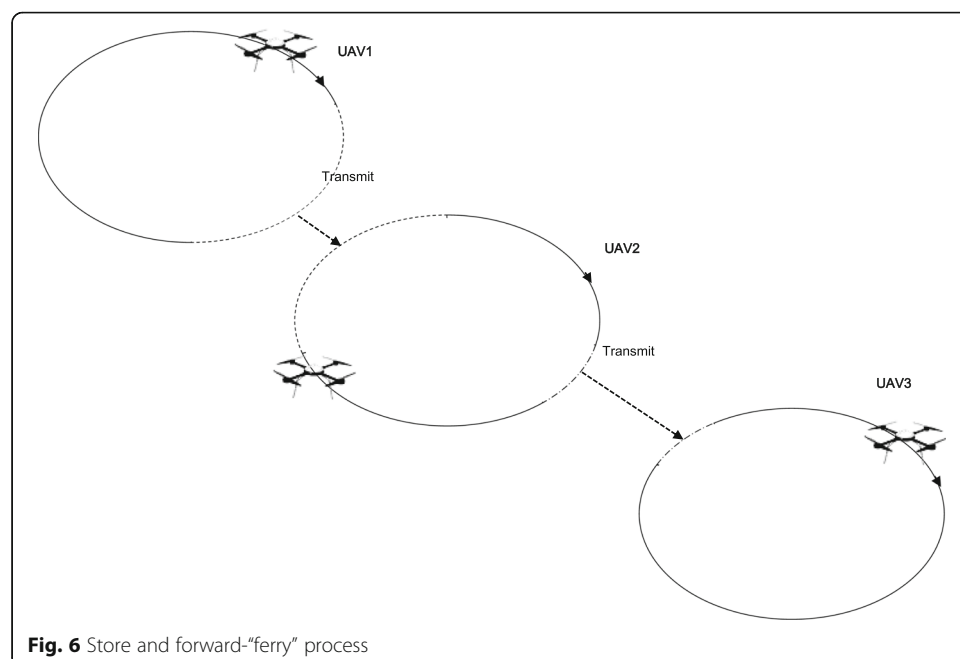 UAV1
Transmit
UAV2
Transmit
UAV3
Fig. 6 Store and forward-“ferry” process